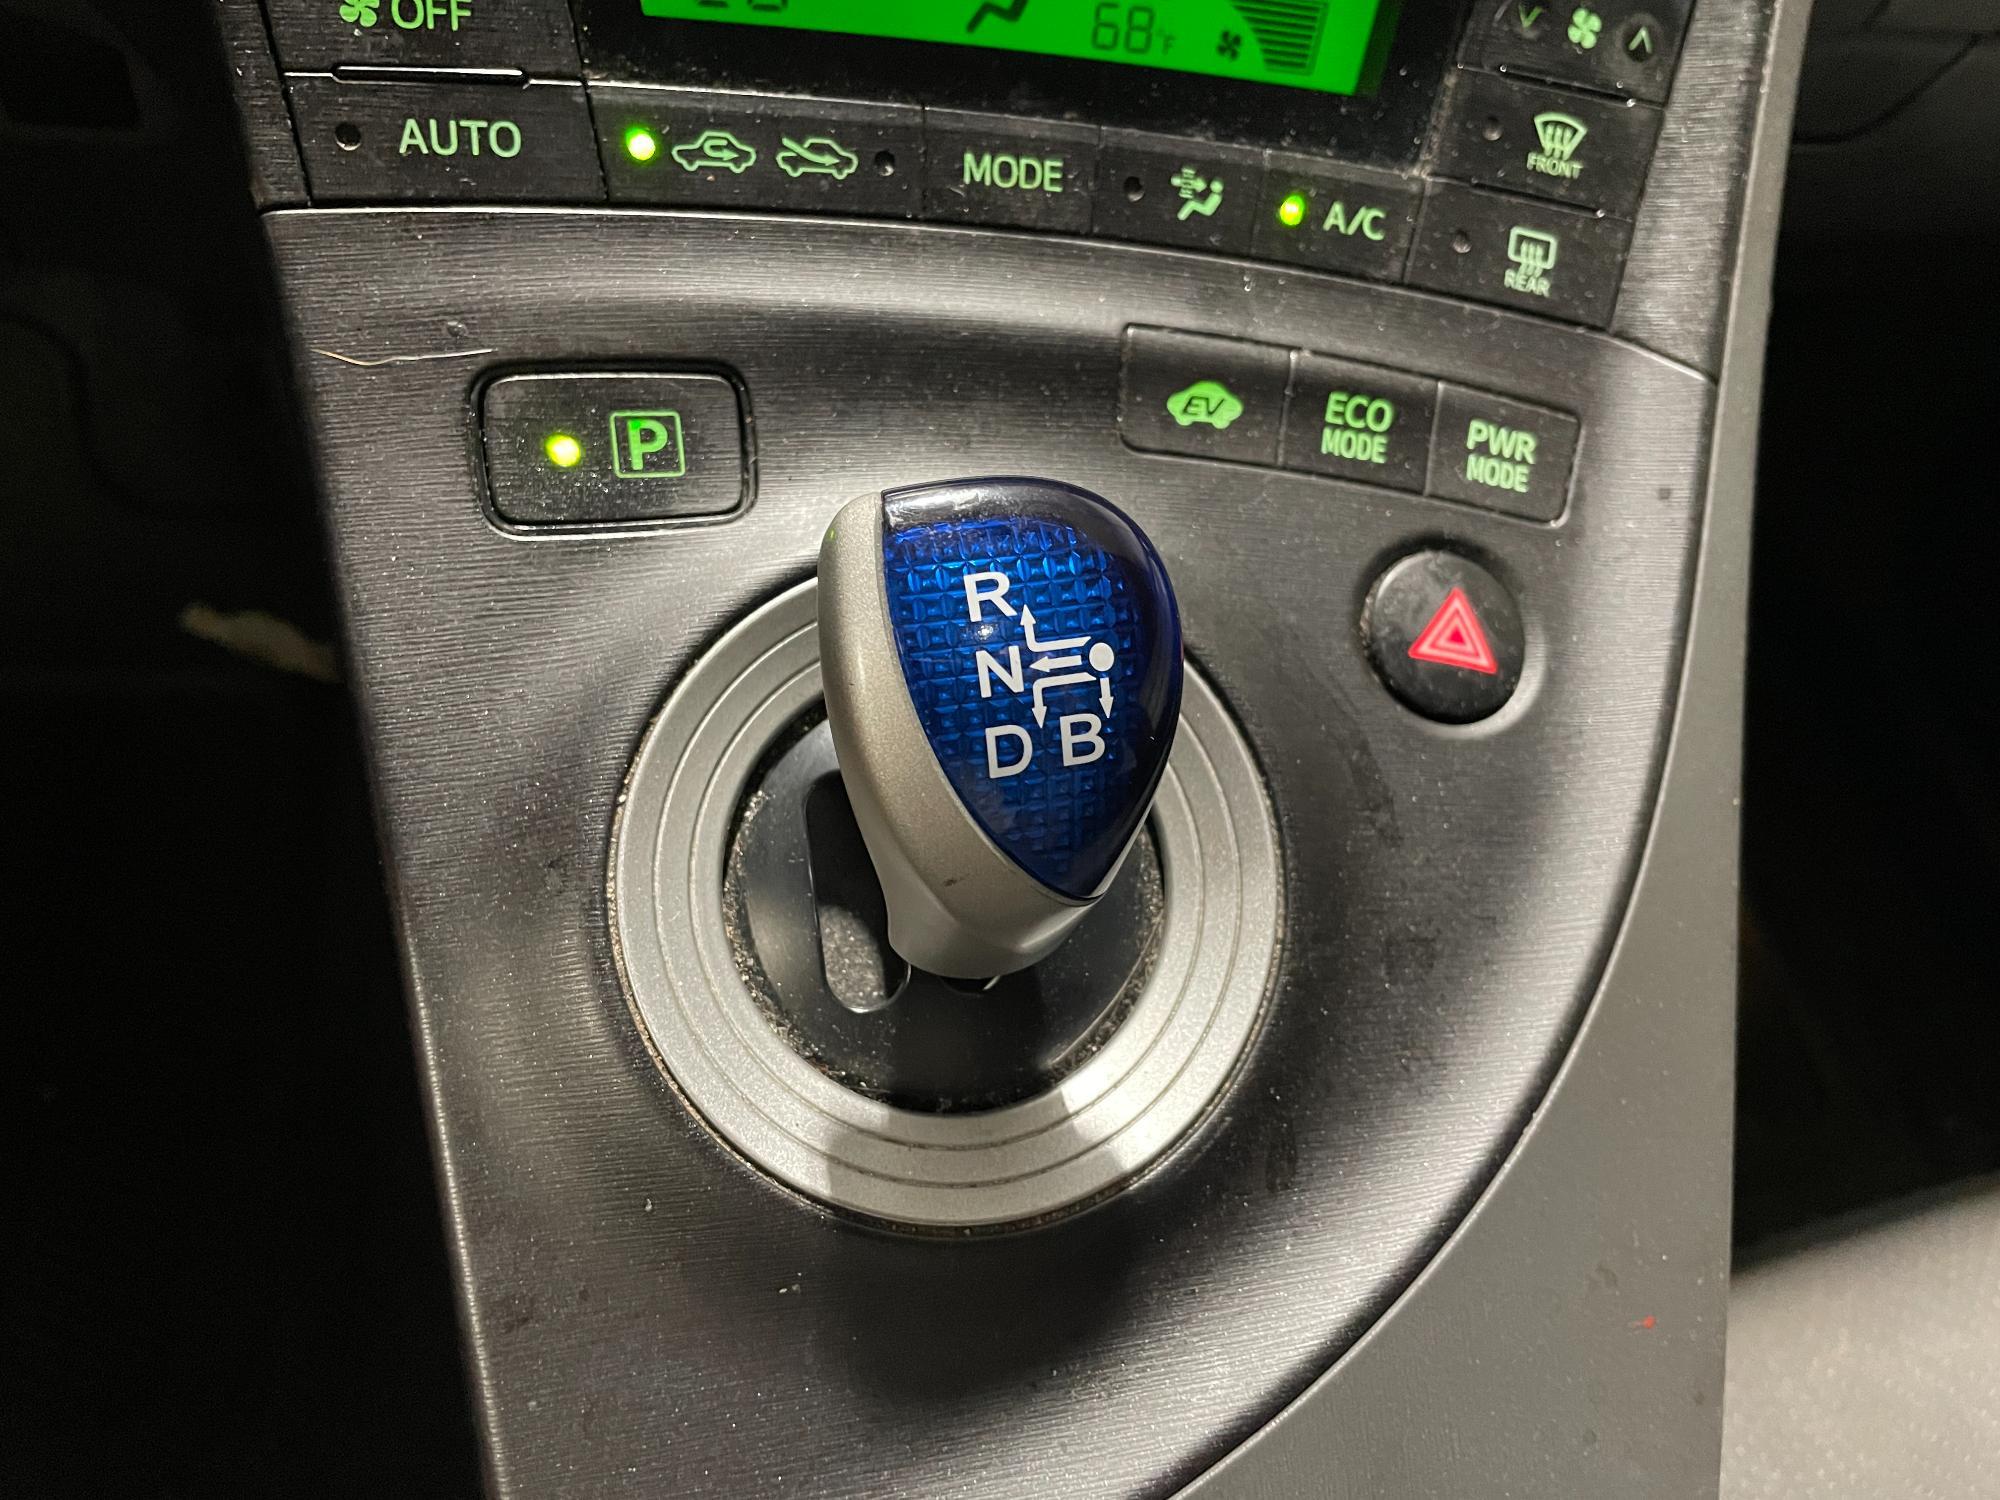 OFF
68°F
AUTO
MODE
A/C
FRONT
REAR
P
EV
ECO
MODE
PWR
MODE
R
N
D B